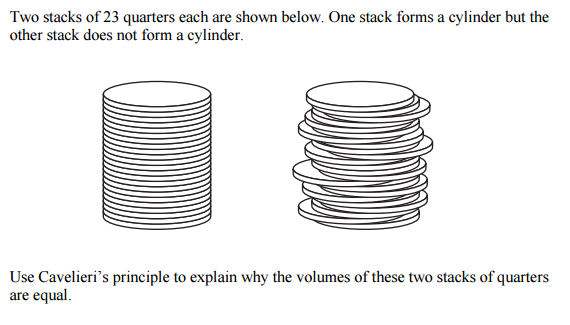 Two stacks of 23 quarters each are shown below. One stack forms a cylinder but the
other stack does not form a cylinder.
Use Cavelieri's principle to explain why the volumes of these two stacks of quarters
are equal.